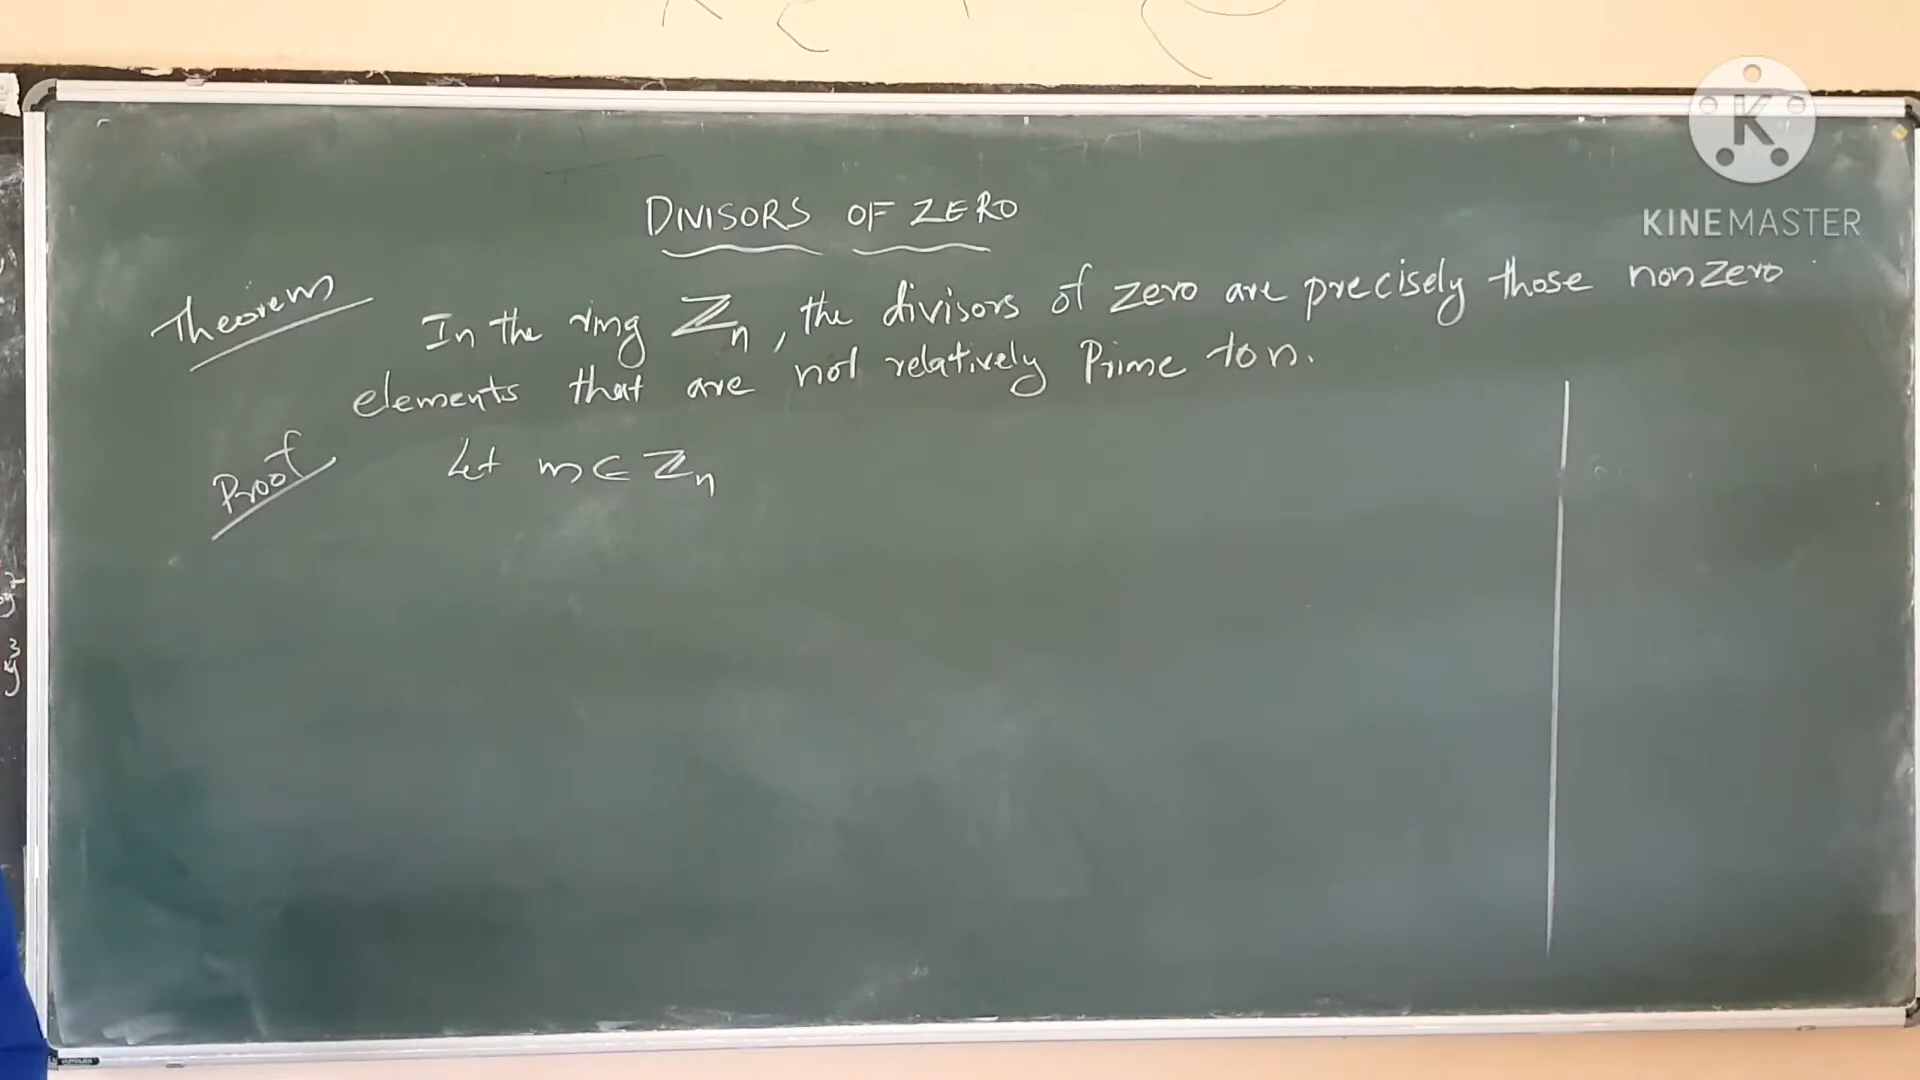 K
KINEMASTER
DIVISORS OF ZERO
Theorem
In the ring ℤn, the divisors of zero are precisely those nonzero
elements that are not relatively Prime to n.
Proof
Let m ∈ ℤn